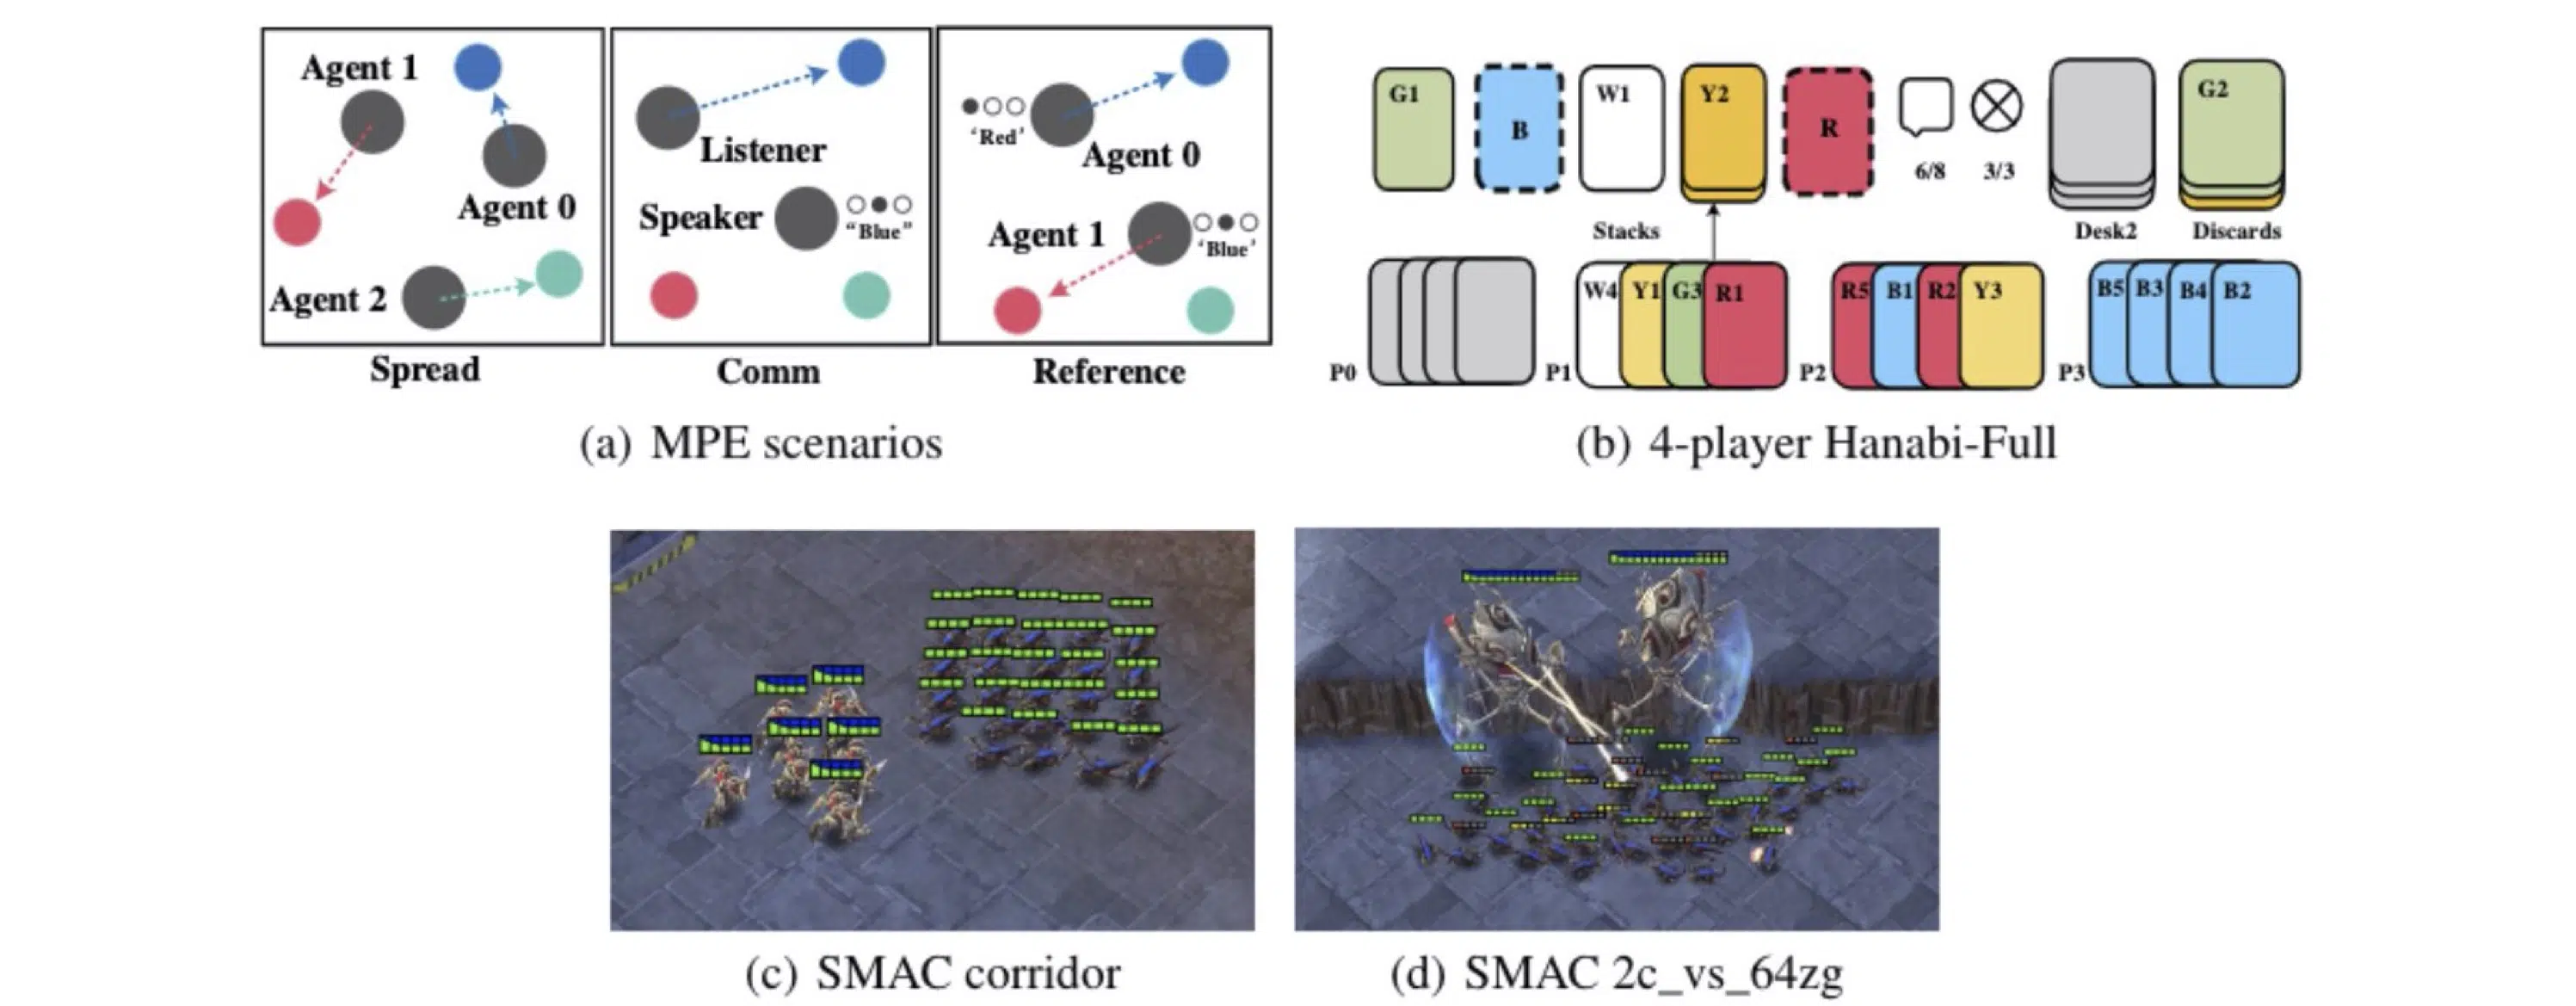 Agent 1
Agent 0
Agent 2
Spread
Listener
Speaker
“Blue”
Comm
‘Red’
Agent 0
Agent 1
‘Blue’
Reference
(a) MPE scenarios
G1
B
W1
Y2
R
6/8
3/3
G2
Stacks
Desk2
Discards
P0
P1
W4 Y1 G3 R1
P2
R5 B1 R2 Y3
P3
B5 B3 B4 B2
(b) 4-player Hanabi-Full
(c) SMAC corridor
(d) SMAC 2c_vs_64zg